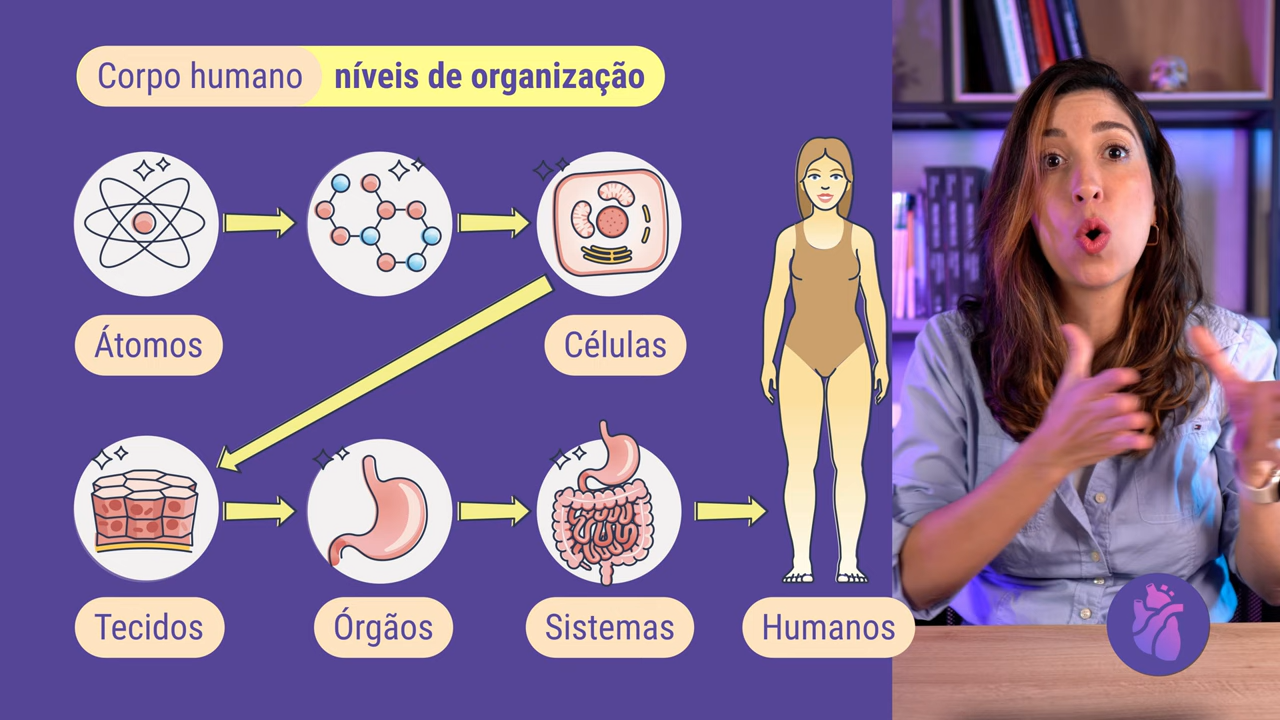 Corpo humano níveis de organização
Átomos
Células
Tecidos
Órgãos
Sistemas
Humanos